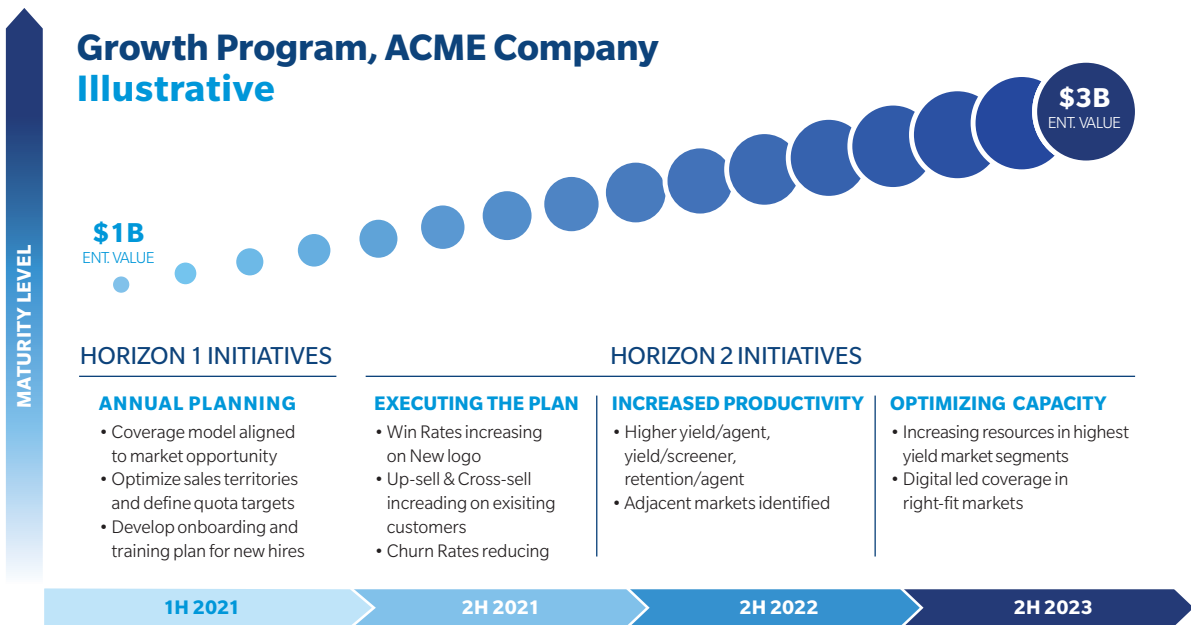 Growth Program, ACME Company
Illustrative
$3B
ENT. VALUE
$1B
ENT. VALUE
MATURITY LEVEL
HORIZON 1 INITIATIVES
HORIZON 2 INITIATIVES
ANNUAL PLANNING
• Coverage model aligned
to market opportunity
• Optimize sales territories
and define quota targets
• Develop onboarding and
training plan for new hires
EXECUTING THE PLAN
• Win Rates increasing
on New logo
• Up-sell & Cross-sell
increading on exisiting
customers
• Churn Rates reducing
INCREASED PRODUCTIVITY
• Higher yield/agent,
yield/screener,
retention/agent
• Adjacent markets identified
OPTIMIZING CAPACITY
• Increasing resources in highest
yield market segments
• Digital led coverage in
right-fit markets
1H 2021
2H 2021
2H 2022
2H 2023